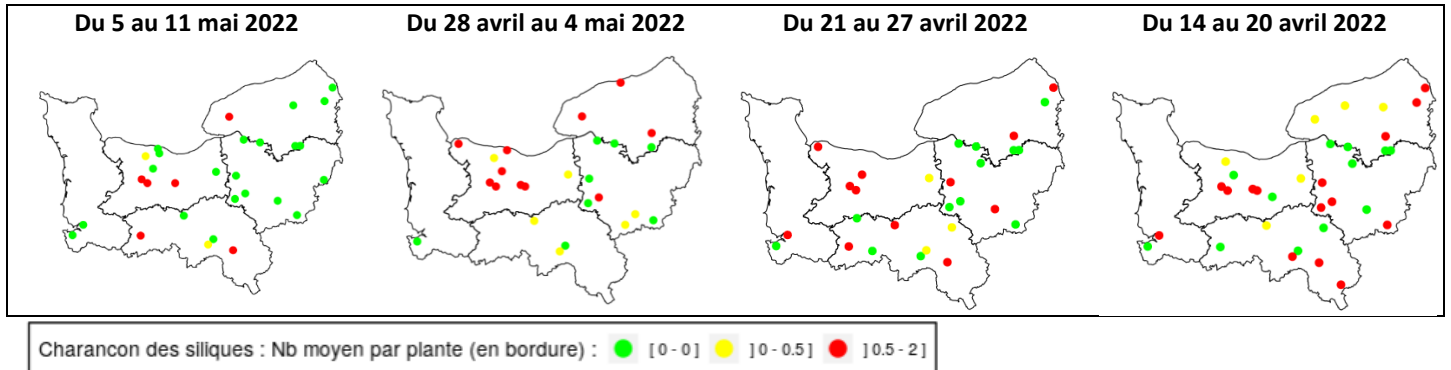 Du 5 au 11 mai 2022
Du 28 avril au 4 mai 2022
Du 21 au 27 avril 2022
Du 14 au 20 avril 2022
Charancon des siliques : Nb moyen par plante (en bordure) : [ 0 - 0 ] ] 0 - 0.5 ] ] 0.5 - 2 ]